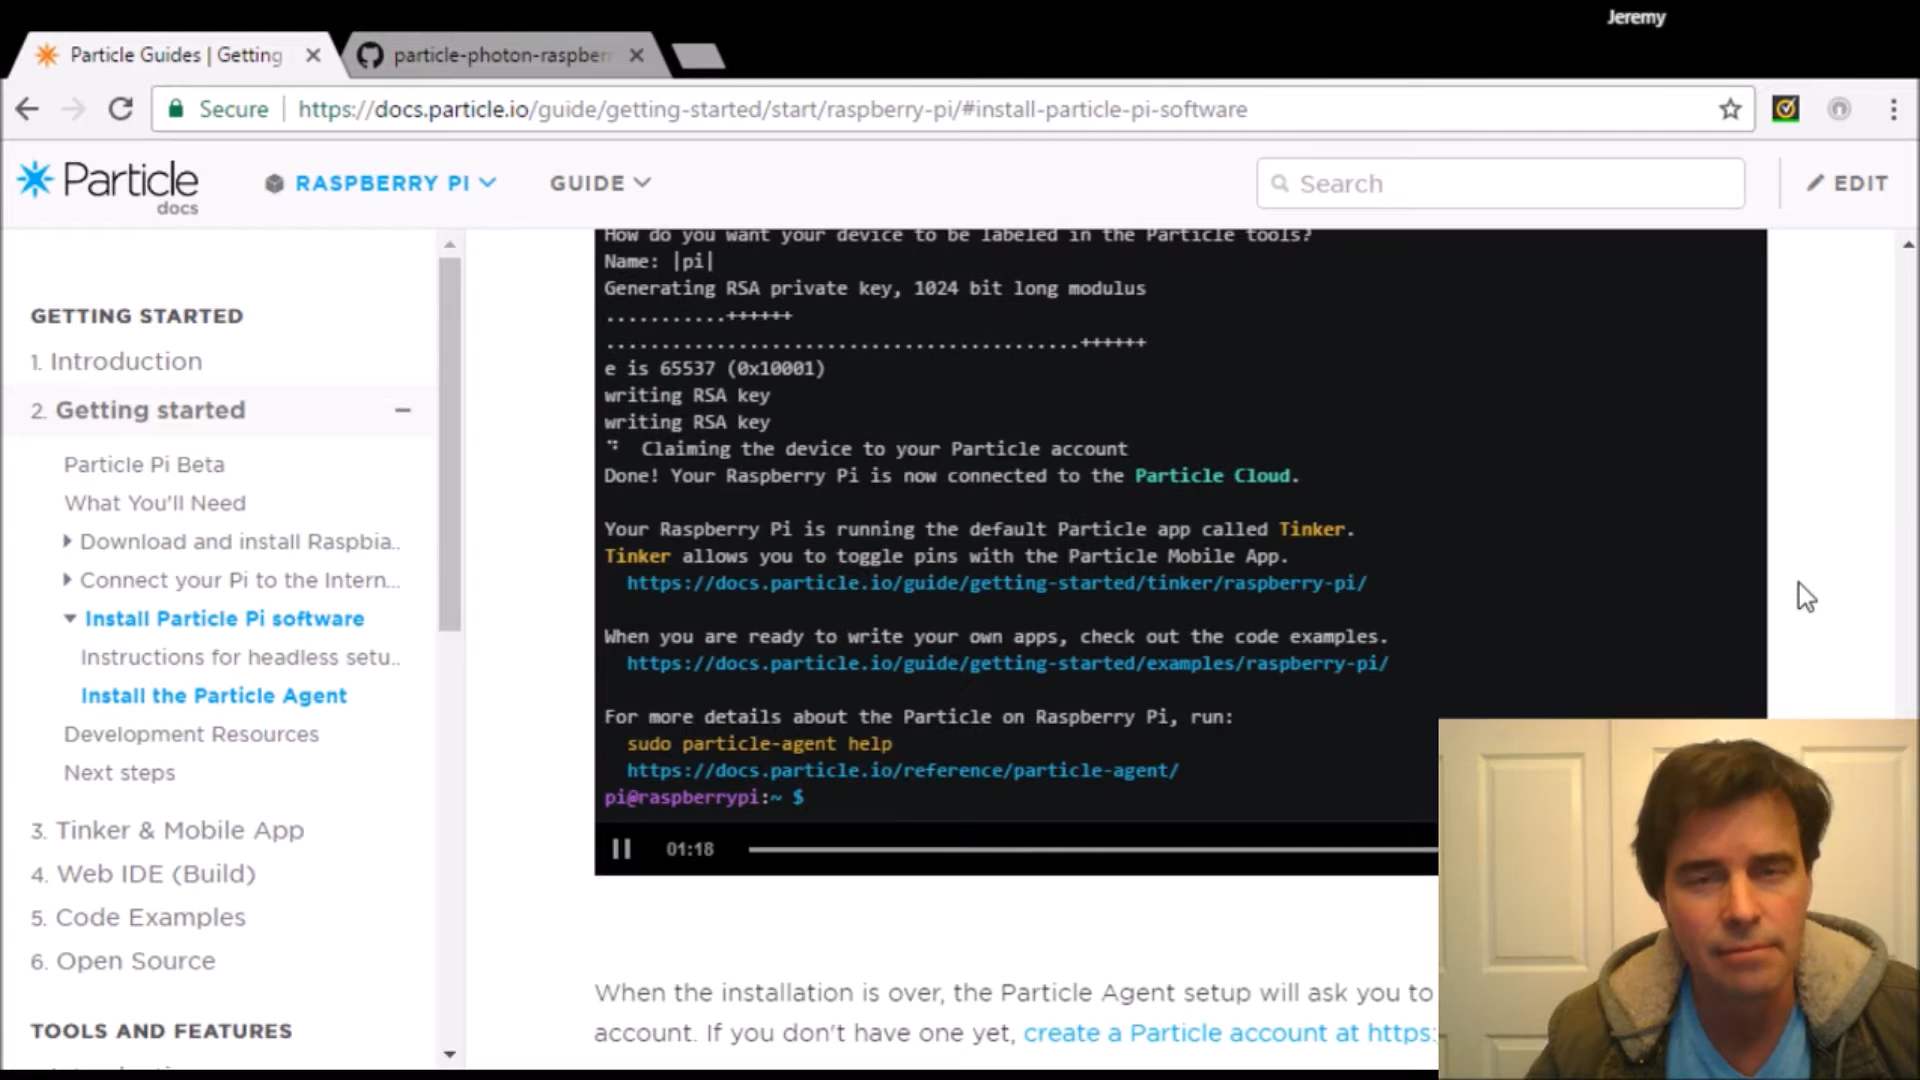 Jeremy
Particle Guides | Getting
particle-photon-raspberr
Secure
https://docs.particle.io/guide/getting-started/start/raspberry-pi/#install-particle-pi-software
Particle
docs
RASPBERRY PI
GUIDE
Search
EDIT
GETTING STARTED
1. Introduction
2. Getting started
Particle Pi Beta
What You'll Need
Download and install Raspbia..
Connect your Pi to the Intern...
Install Particle Pi software
Instructions for headless setu..
Install the Particle Agent
Development Resources
Next steps
3. Tinker & Mobile App
4. Web IDE (Build)
5. Code Examples
6. Open Source
TOOLS AND FEATURES
How do you want your device to be labeled in the Particle tools?
Name: |pi|
Generating RSA private key, 1024 bit long modulus
...........++++++
...........................................++++++
e is 65537 (0x10001)
writing RSA key
writing RSA key
Claiming the device to your Particle account
Done! Your Raspberry Pi is now connected to the Particle Cloud.
Your Raspberry Pi is running the default Particle app called Tinker.
Tinker allows you to toggle pins with the Particle Mobile App.
https://docs.particle.io/guide/getting-started/tinker/raspberry-pi/
When you are ready to write your own apps, check out the code examples.
https://docs.particle.io/guide/getting-started/examples/raspberry-pi/
For more details about the Particle on Raspberry Pi, run:
sudo particle-agent help
https://docs.particle.io/reference/particle-agent/
pi@raspberrypi:~ $
01:18
When the installation is over, the Particle Agent setup will ask you to
account. If you don't have one yet, create a Particle account at https: